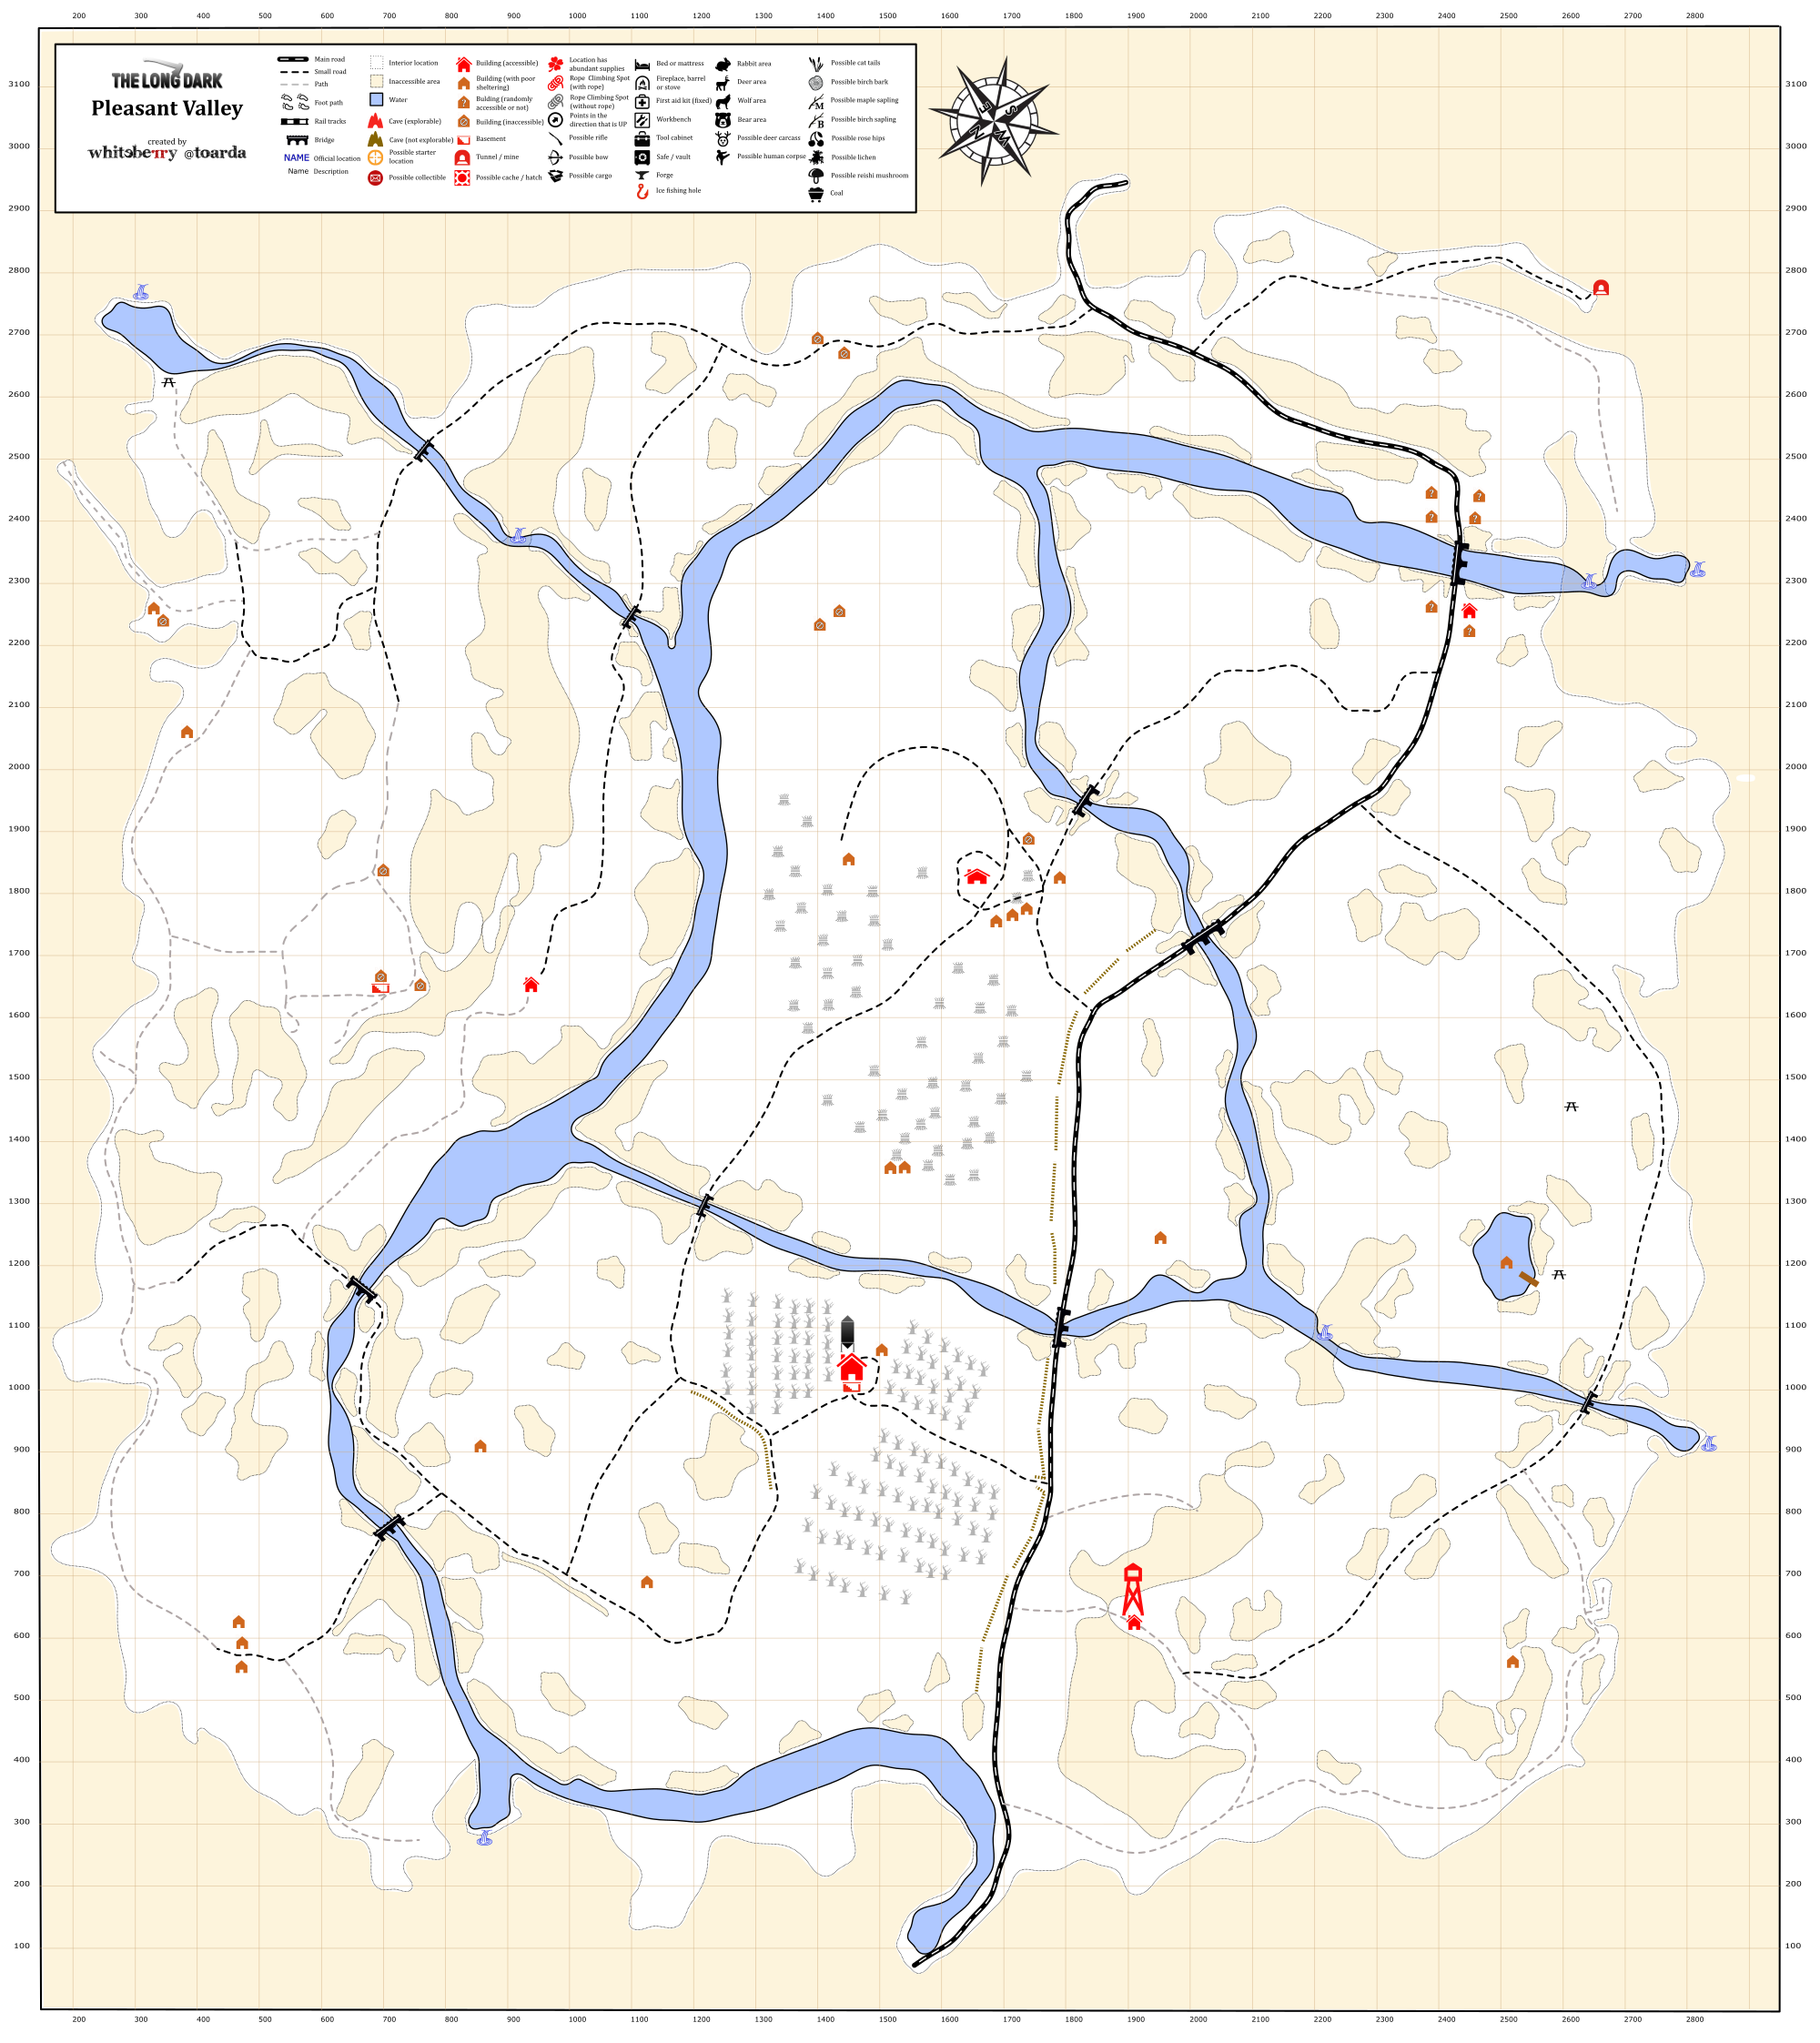 200 300 400 500 600 700 800 900 1000 1100 1200 1300 1400 1500 1600 1700 1800 1900 2000 2100 2200 2300 2400 2500 2600 2700 2800
THE LONG DARK
Pleasant Valley
created by
whiteberry @toarda
Main road
Small road
Path
Foot path
Rail tracks
Bridge
NAME Official location
Name Description
Interior location
Inaccessible area
Water
Cave (explorable)
Cave (not explorable)
Possible starter
location
Possible collectible
Building (accessible)
Building (with poor
sheltering)
Bulding (randomly
accessible or not)
Building (inaccessible)
Basement
Tunnel / mine
Possible cache / hatch
Location has
abundant supplies
Rope Climbing Spot
(with rope)
Rope Climbing Spot
(without rope)
Points in the
direction that is UP
Possible rifle
Possible bow
Possible cargo
Bed or mattress
Fireplace, barrel
or stove
First aid kit (fixed)
Workbench
Tool cabinet
Safe / vault
Forge
Ice fishing hole
Rabbit area
Deer area
Wolf area
Bear area
Possible deer carcass
Possible human corpse
Possible cat tails
Possible birch bark
M Possible maple sapling
B Possible birch sapling
Possible rose hips
Possible lichen
Possible reishi mushroom
Coal
E S
N W
3100 3100
3000 3000
2900 2900
2800 2800
2700 2700
2600 2600
2500 2500
2400 2400
2300 2300
2200 2200
2100 2100
2000 2000
1900 1900
1800 1800
1700 1700
1600 1600
1500 1500
1400 1400
1300 1300
1200 1200
1100 1100
1000 1000
900 900
800 800
700 700
600 600
500 500
400 400
300 300
200 200
100 100
200 300 400 500 600 700 800 900 1000 1100 1200 1300 1400 1500 1600 1700 1800 1900 2000 2100 2200 2300 2400 2500 2600 2700 2800